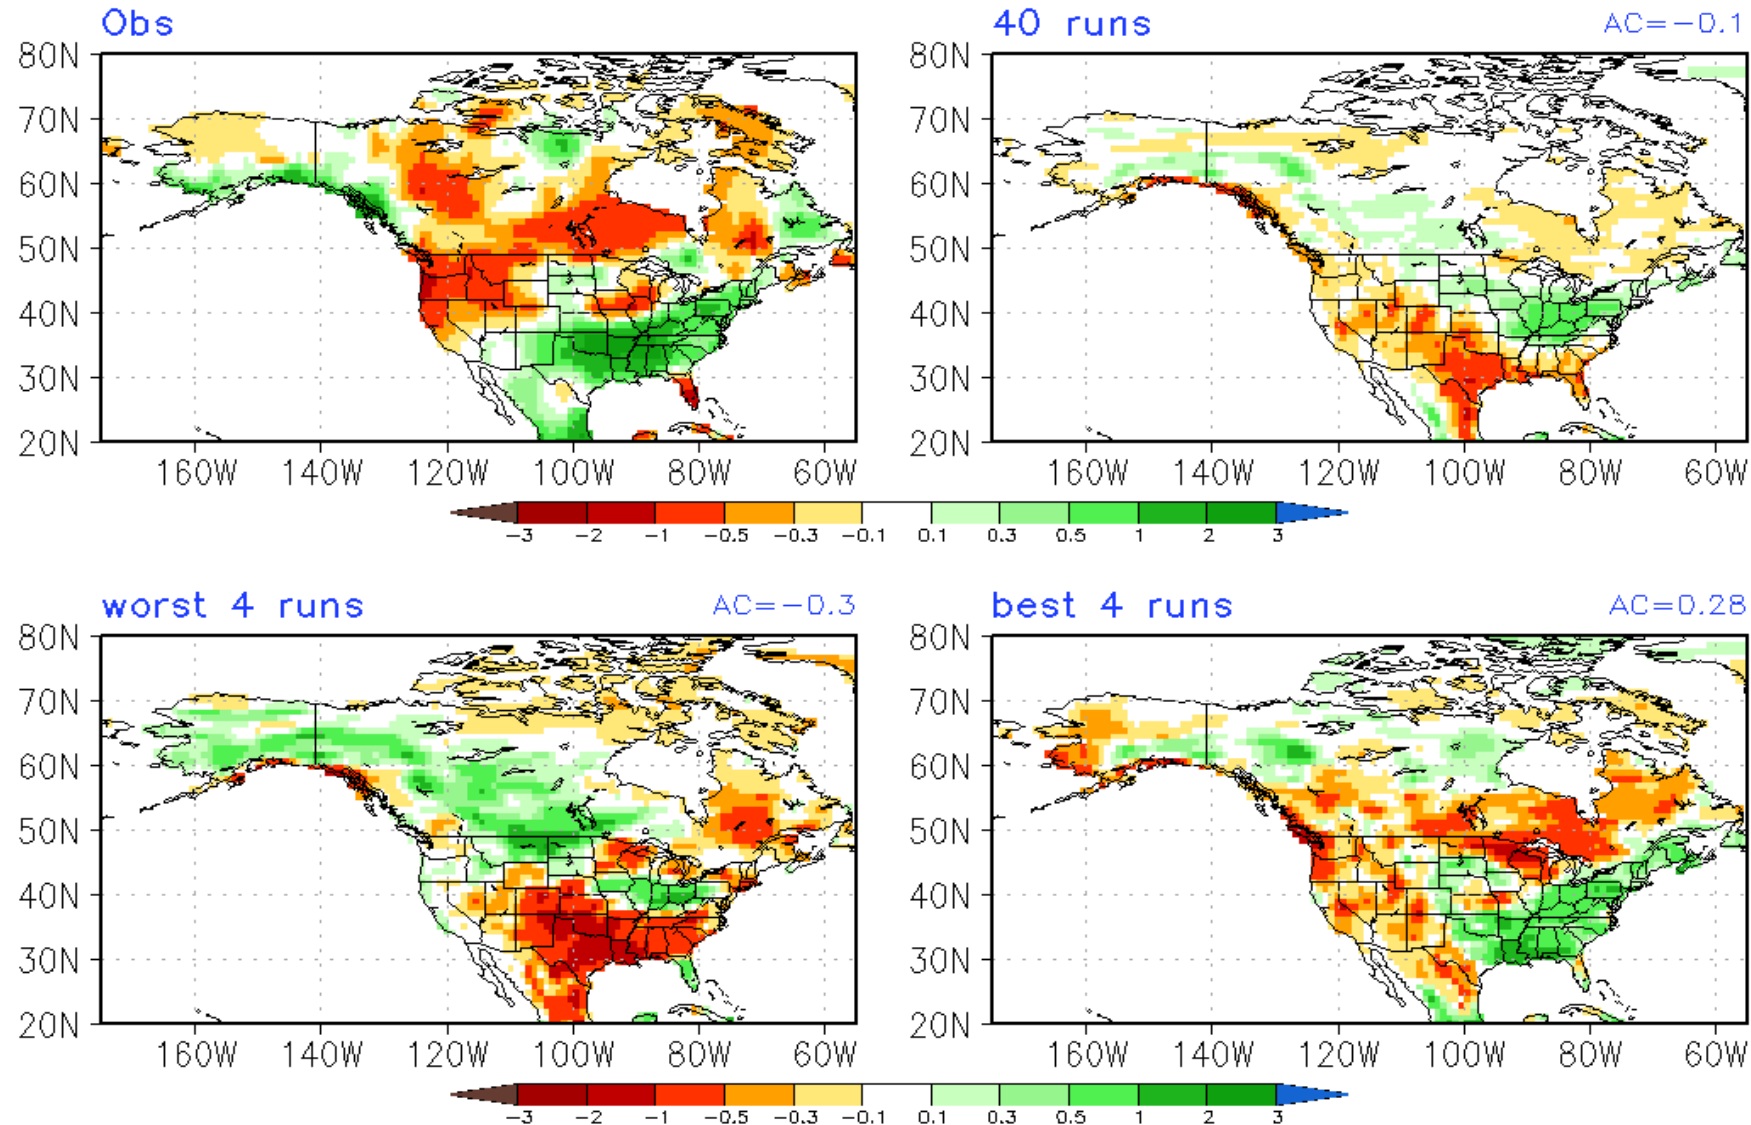 Obs
40 runs AC=-0.1
80N 80N
70N 70N
60N 60N
50N 50N
40N 40N
30N 30N
20N 20N
160W 140W 120W 100W 80W 60W 160W 140W 120W 100W 80W 60W
-3 -2 -1 -0.5 -0.3 -0.1 0.1 0.3 0.5 1 2 3
worst 4 runs AC=-0.3
best 4 runs AC=0.28
80N 80N
70N 70N
60N 60N
50N 50N
40N 40N
30N 30N
20N 20N
160W 140W 120W 100W 80W 60W 160W 140W 120W 100W 80W 60W
-3 -2 -1 -0.5 -0.3 -0.1 0.1 0.3 0.5 1 2 3